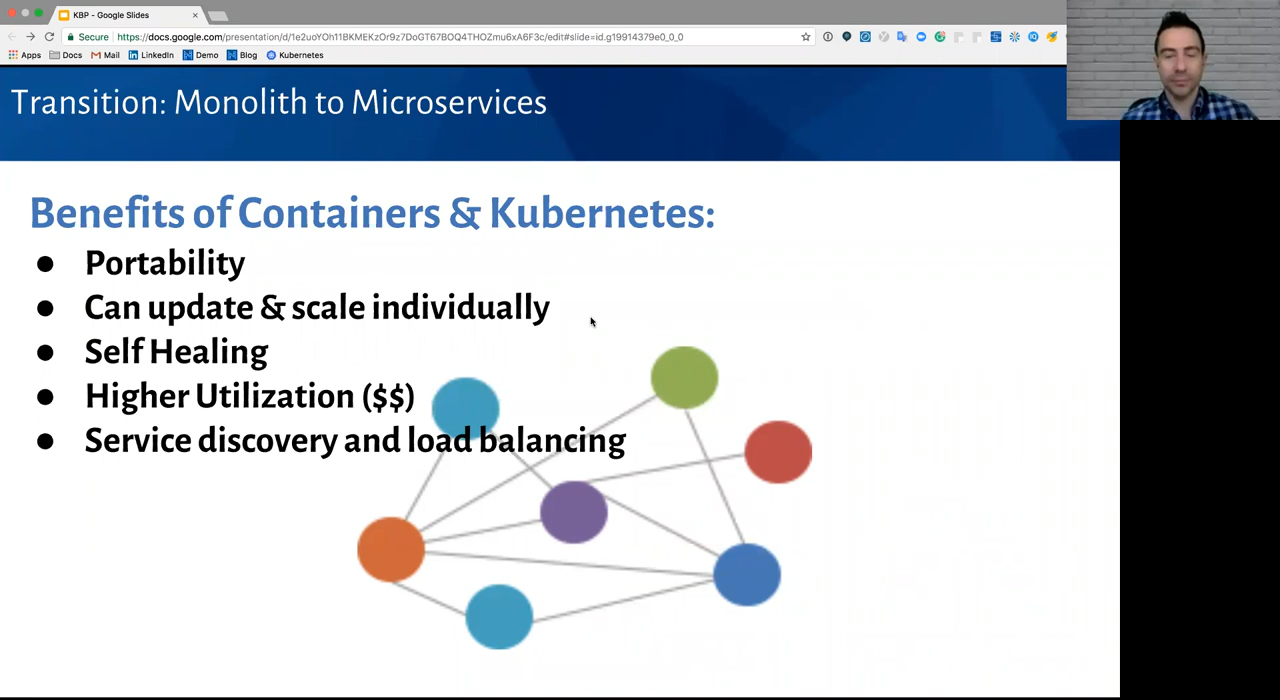 KBP - Google Slides
Secure https://docs.google.com/presentation/d/1e2uoYOh11BKMEKzOr9z7DoGT67BOQ4THOZmu6xA6F3c/edit#slide=id.g19914379e0_0_0
Apps Docs Mail LinkedIn Demo Blog Kubernetes
Transition: Monolith to Microservices
Benefits of Containers & Kubernetes:
● Portability
● Can update & scale individually
● Self Healing
● Higher Utilization ($$)
● Service discovery and load balancing